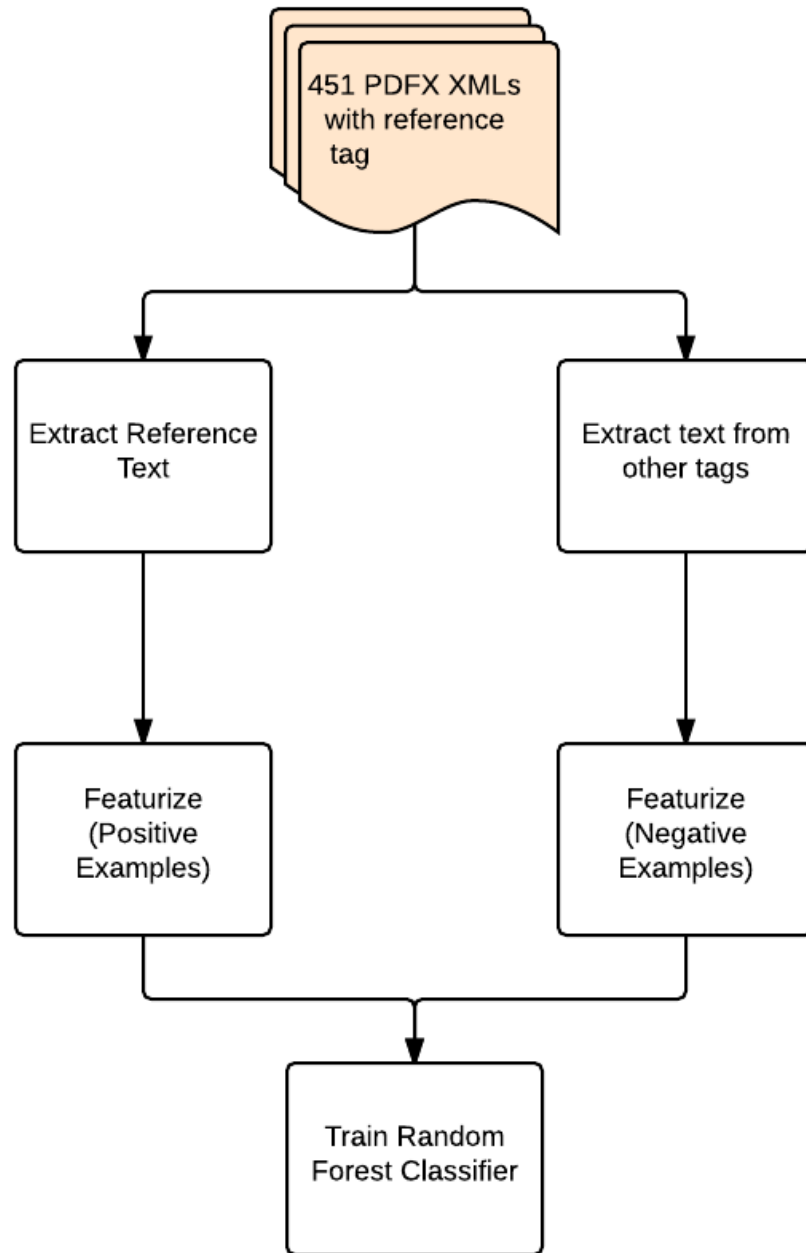 451 PDFX XMLs
with reference
tag
Extract Reference
Text
Extract text from
other tags
Featurize
(Positive
Examples)
Featurize
(Negative
Examples)
Train Random
Forest Classifier